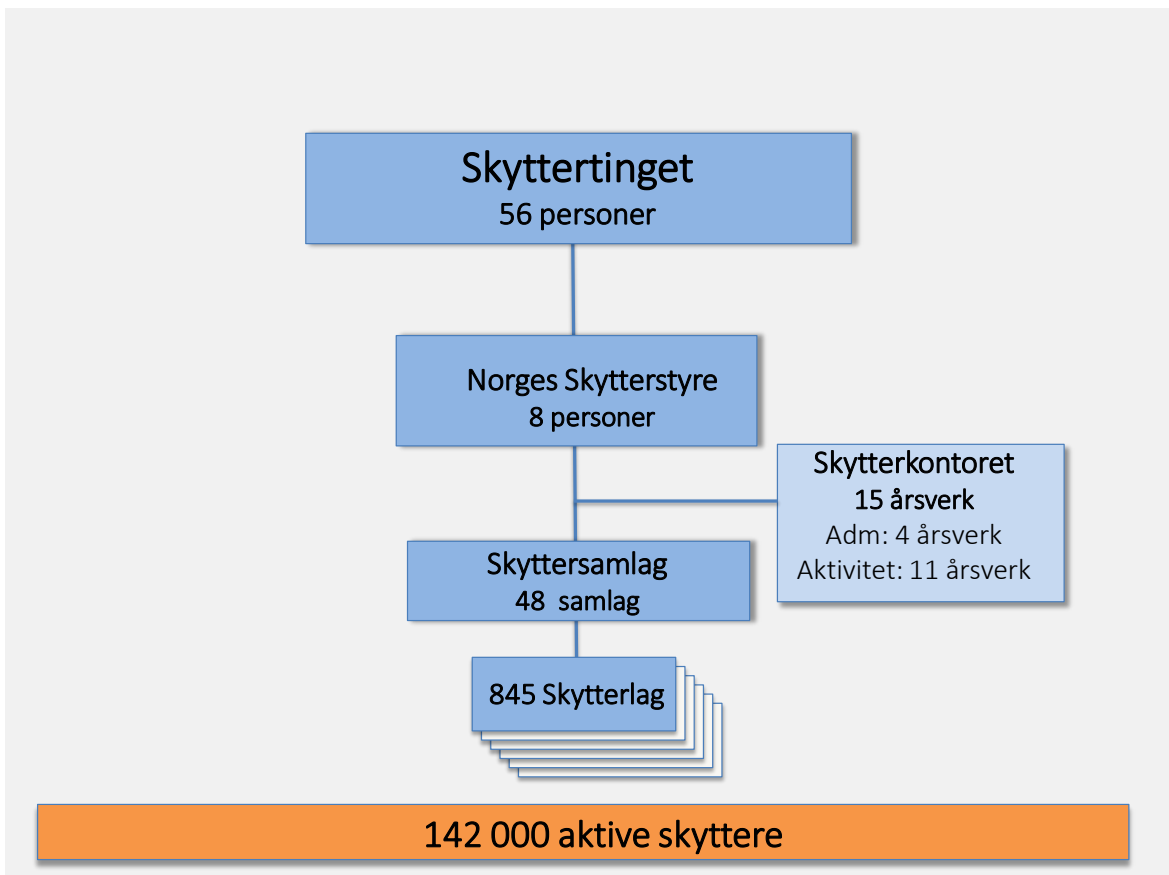 Skyttertinget
56 personer
Norges Skytterstyre
8 personer
Skytterkontoret
15 årsverk
Adm: 4 årsverk
Aktivitet: 11 årsverk
Skyttersamlag
48 samlag
845 Skytterlag
142 000 aktive skyttere